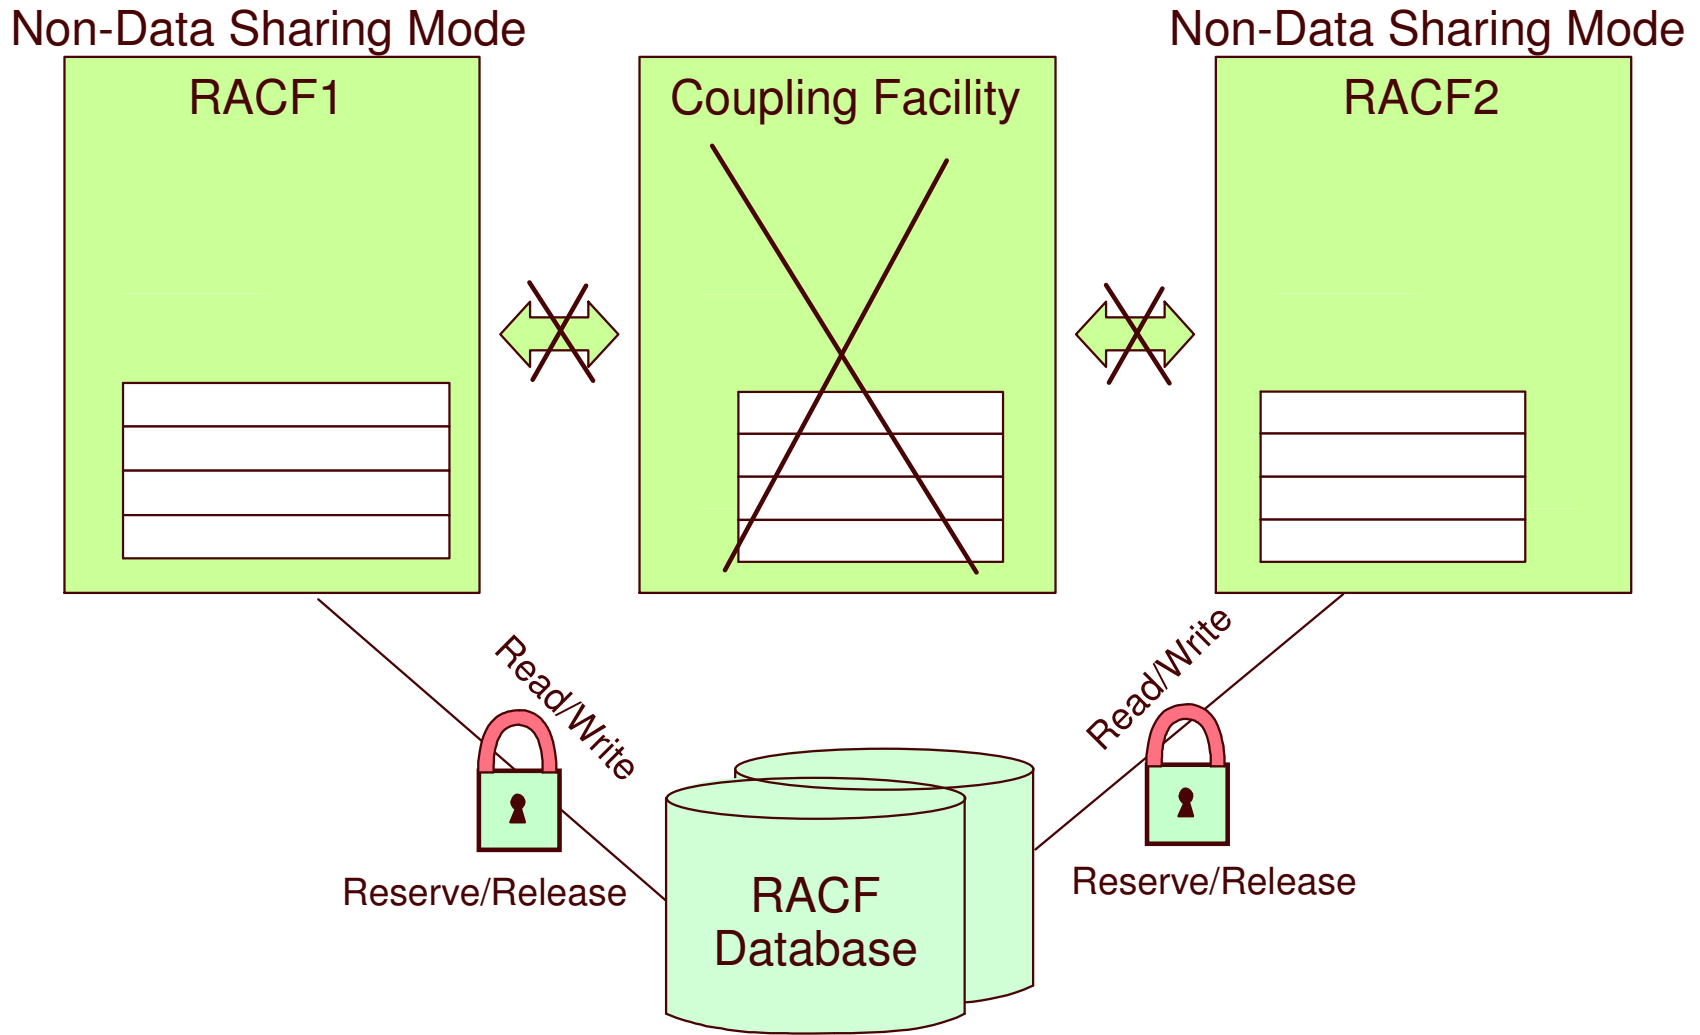 Non-Data Sharing Mode
Non-Data Sharing Mode
RACF1
Coupling Facility
RACF2
Read/Write
Read/Write
Reserve/Release
Reserve/Release
RACF
Database